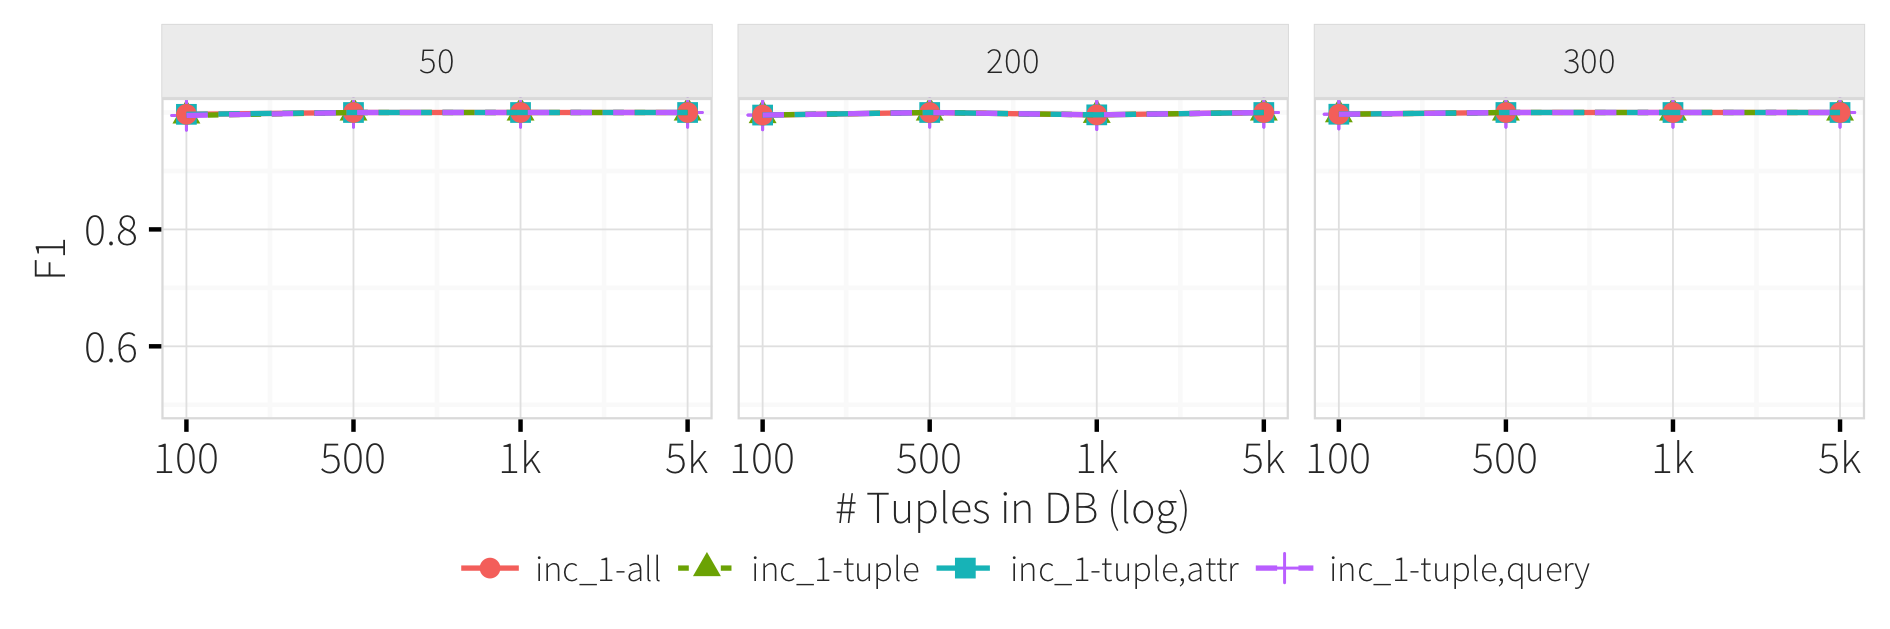 50 200 300
F1
0.8
0.6
100 500 1k 5k 100 500 1k 5k 100 500 1k 5k
# Tuples in DB (log)
inc_1-all inc_1-tuple inc_1-tuple,attr inc_1-tuple,query